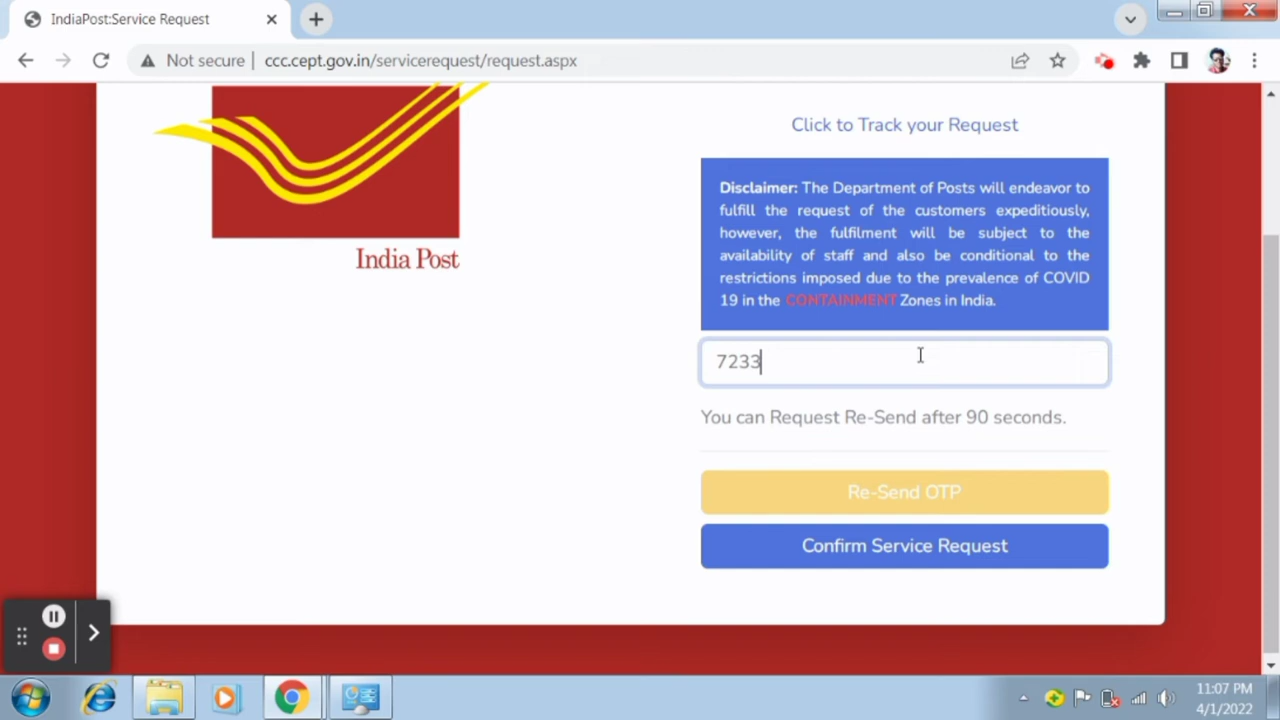 IndiaPost:Service Request
Not secure
ccc.cept.gov.in/servicerequest/request.aspx
India Post
Click to Track your Request
Disclaimer: The Department of Posts will endeavor to
fulfill the request of the customers expeditiously,
however, the fulfilment will be subject to the
availability of staff and also be conditional to the
restrictions imposed due to the prevalence of COVID
19 in the CONTAINMENT Zones in India.
7233
You can Request Re-Send after 90 seconds.
Re-Send OTP
Confirm Service Request
11:07 PM
4/1/2022